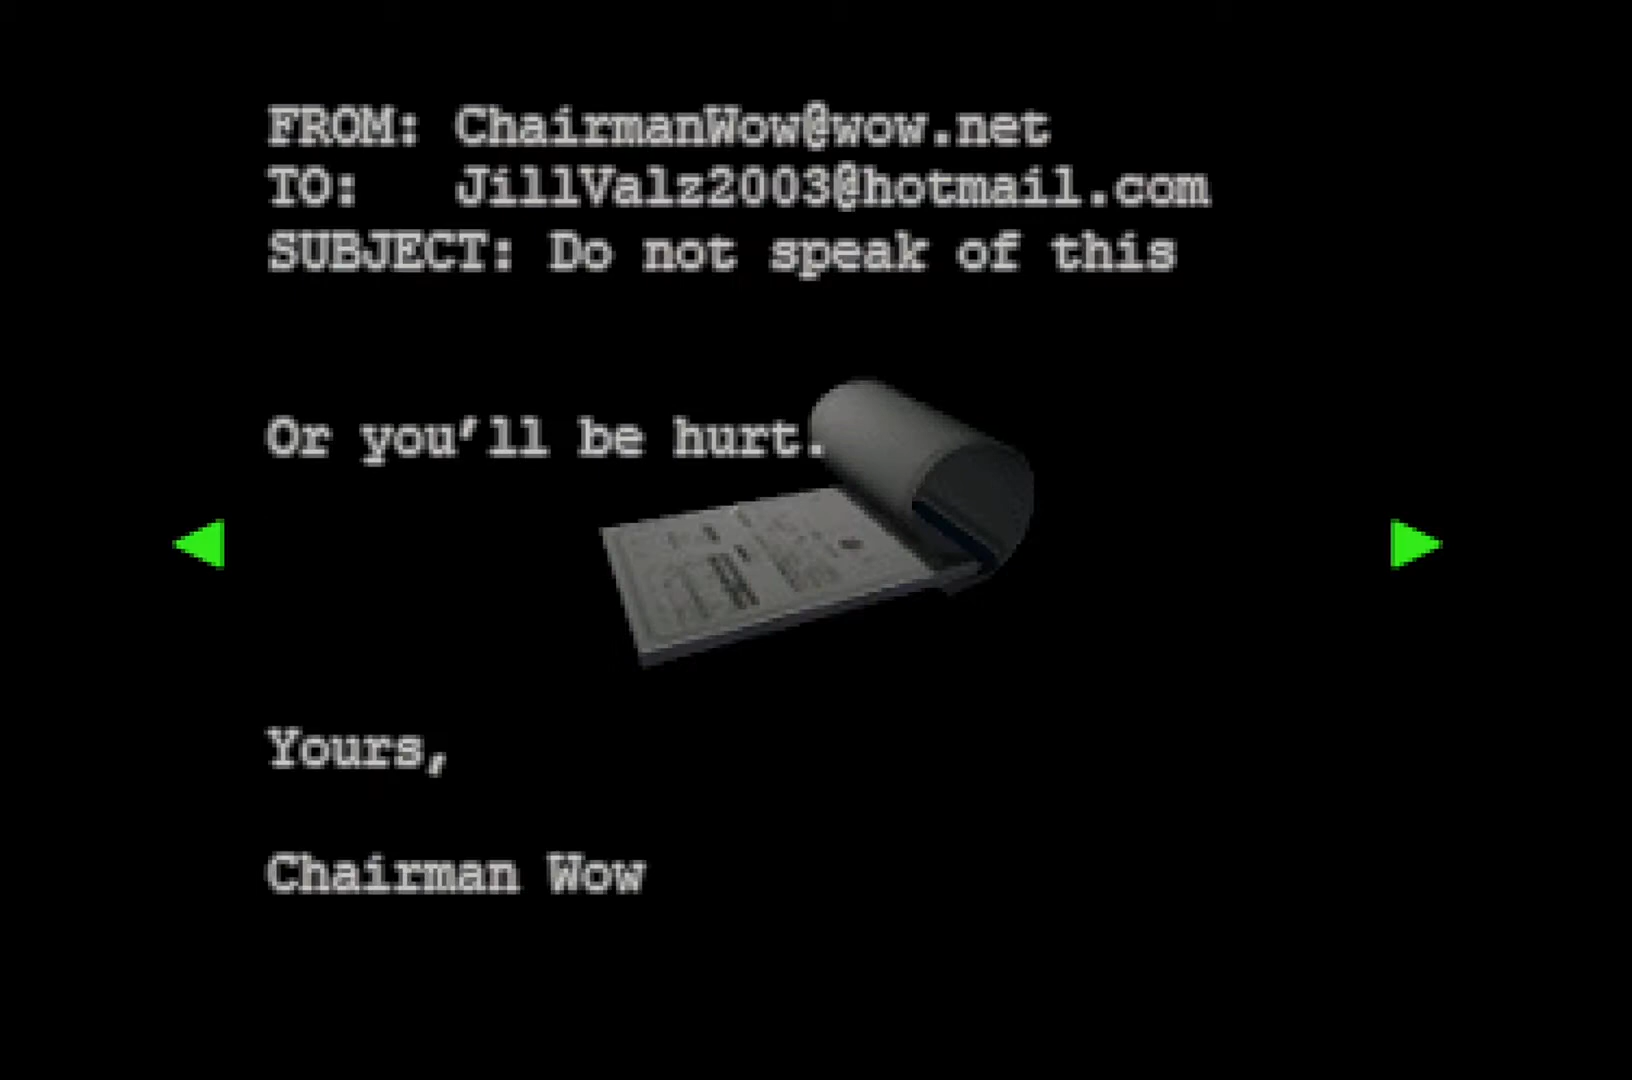 FROM: ChairmanWow@wow.net
TO: JillValz2003@hotmail.com
SUBJECT: Do not speak of this
Or you'll be hurt.
Yours,
Chairman Wow